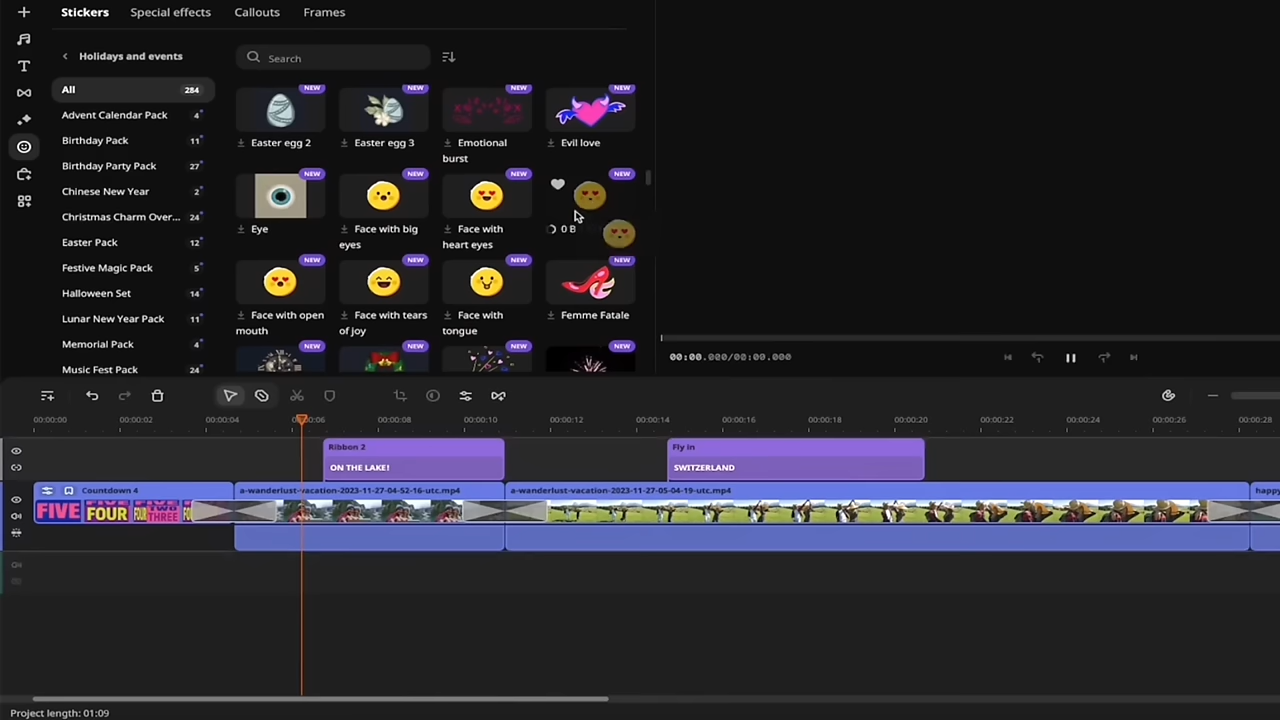 Stickers Special effects Callouts Frames
Holidays and events
Search
All 284
Advent Calendar Pack 4
Birthday Pack 11
Birthday Party Pack 27
Chinese New Year 2
Christmas Charm Over... 24
Easter Pack 12
Festive Magic Pack 5
Halloween Set 14
Lunar New Year Pack 11
Memorial Pack 4
Music Fest Pack 24
NEW NEW NEW NEW
Easter egg 2 Easter egg 3 Emotional burst Evil love
NEW NEW NEW NEW
Eye Face with big eyes Face with heart eyes 0 B
NEW NEW NEW NEW
Face with open mouth Face with tears of joy Face with tongue Femme Fatale
NEW NEW NEW NEW
00:00.000/00:00.000
00:00:00 00:00:02 00:00:04 00:00:06 00:00:08 00:00:10 00:00:12 00:00:14 00:00:16 00:00:18 00:00:20 00:00:22 00:00:24 00:00:26 00:00:28
Ribbon 2 Fly in
ON THE LAKE! SWITZERLAND
Countdown 4 a-wanderlust-vacation-2023-11-27-04-52-16-utc.mp4 a-wanderlust-vacation-2023-11-27-05-04-19-utc.mp4 happy
FIVE FOUR FOUR THREE TWO THREE
Project length: 01:09